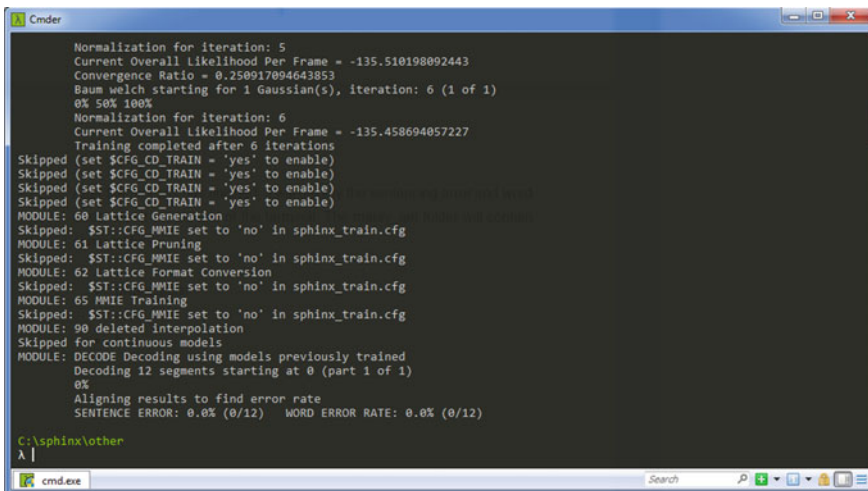 Cmder
Normalization for iteration: 5
Current Overall Likelihood Per Frame = -135.510198092443
Convergence Ratio = 0.250917094643853
Baum welch starting for 1 Gaussian(s), iteration: 6 (1 of 1)
0% 50% 100%
Normalization for iteration: 6
Current Overall Likelihood Per Frame = -135.458694057227
Training completed after 6 iterations
Skipped (set $CFG_CD_TRAIN = 'yes' to enable)
Skipped (set $CFG_CD_TRAIN = 'yes' to enable)
Skipped (set $CFG_CD_TRAIN = 'yes' to enable)
Skipped (set $CFG_CD_TRAIN = 'yes' to enable)
MODULE: 60 Lattice Generation
Skipped:  $ST::CFG_MMIE set to 'no' in sphinx_train.cfg
MODULE: 61 Lattice Pruning
Skipped:  $ST::CFG_MMIE set to 'no' in sphinx_train.cfg
MODULE: 62 Lattice Format Conversion
Skipped:  $ST::CFG_MMIE set to 'no' in sphinx_train.cfg
MODULE: 65 MMIE Training
Skipped:  $ST::CFG_MMIE set to 'no' in sphinx_train.cfg
MODULE: 90 deleted interpolation
Skipped for continuous models
MODULE: DECODE Decoding using models previously trained
Decoding 12 segments starting at 0 (part 1 of 1)
0%
Aligning results to find error rate
SENTENCE ERROR: 0.0% (0/12)   WORD ERROR RATE: 0.0% (0/12)
C:\sphinx\other
λ
cmd.exe
Search